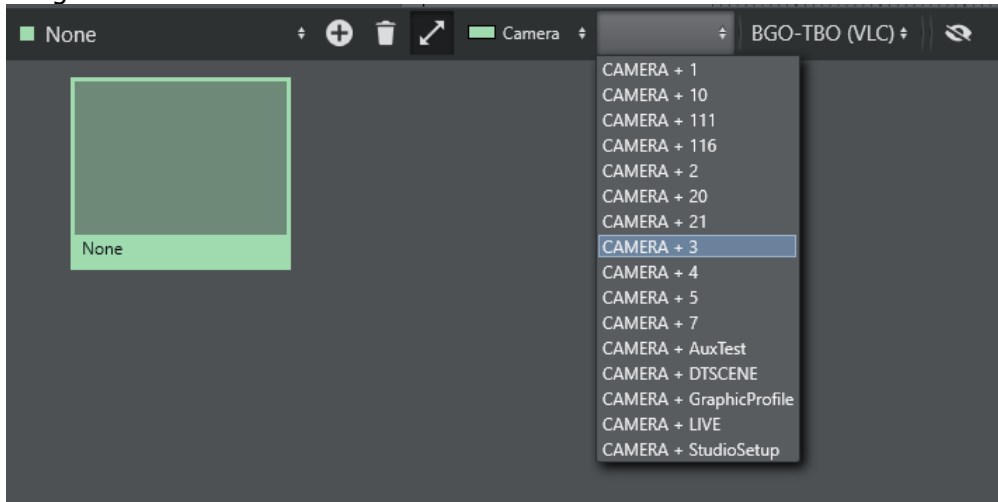 None Camera BGO-TBO (VLC)
None
CAMERA + 1
CAMERA + 10
CAMERA + 111
CAMERA + 116
CAMERA + 2
CAMERA + 20
CAMERA + 21
CAMERA + 3
CAMERA + 4
CAMERA + 5
CAMERA + 7
CAMERA + AuxTest
CAMERA + DTSCENE
CAMERA + GraphicProfile
CAMERA + LIVE
CAMERA + StudioSetup